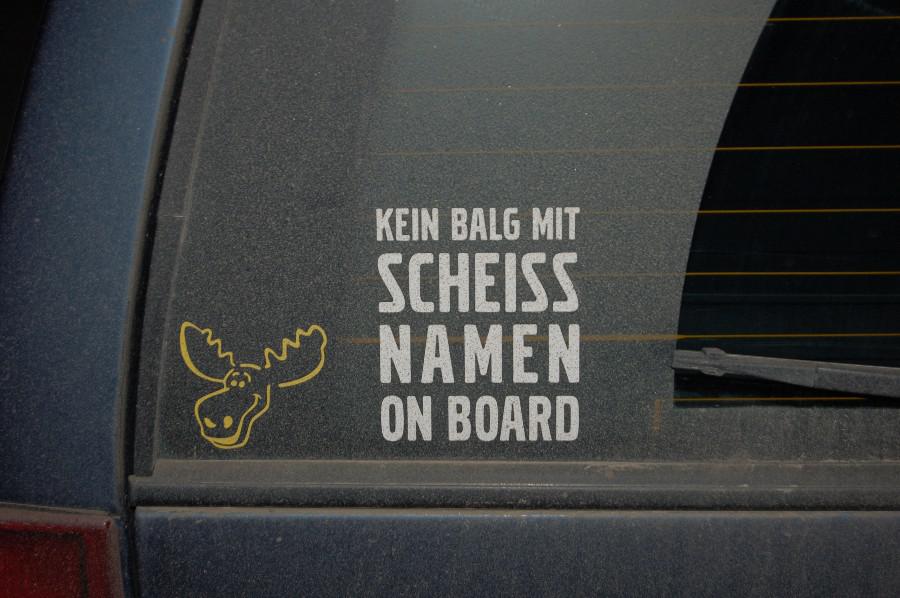 KEIN BALG MIT
SCHEISS
NAMEN
ON BOARD